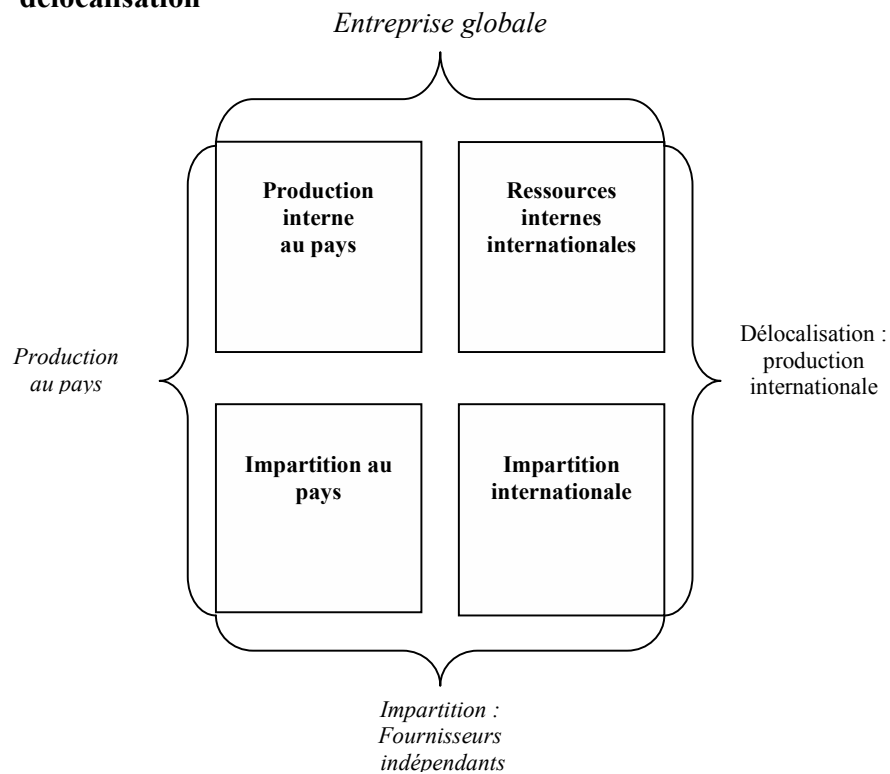 délocalisation
Entreprise globale
Production
interne
au pays
Ressources
internes
internationales
Production
au pays
Délocalisation :
production
internationale
Impartition au
pays
Impartition
internationale
Impartition :
Fournisseurs
indépendants